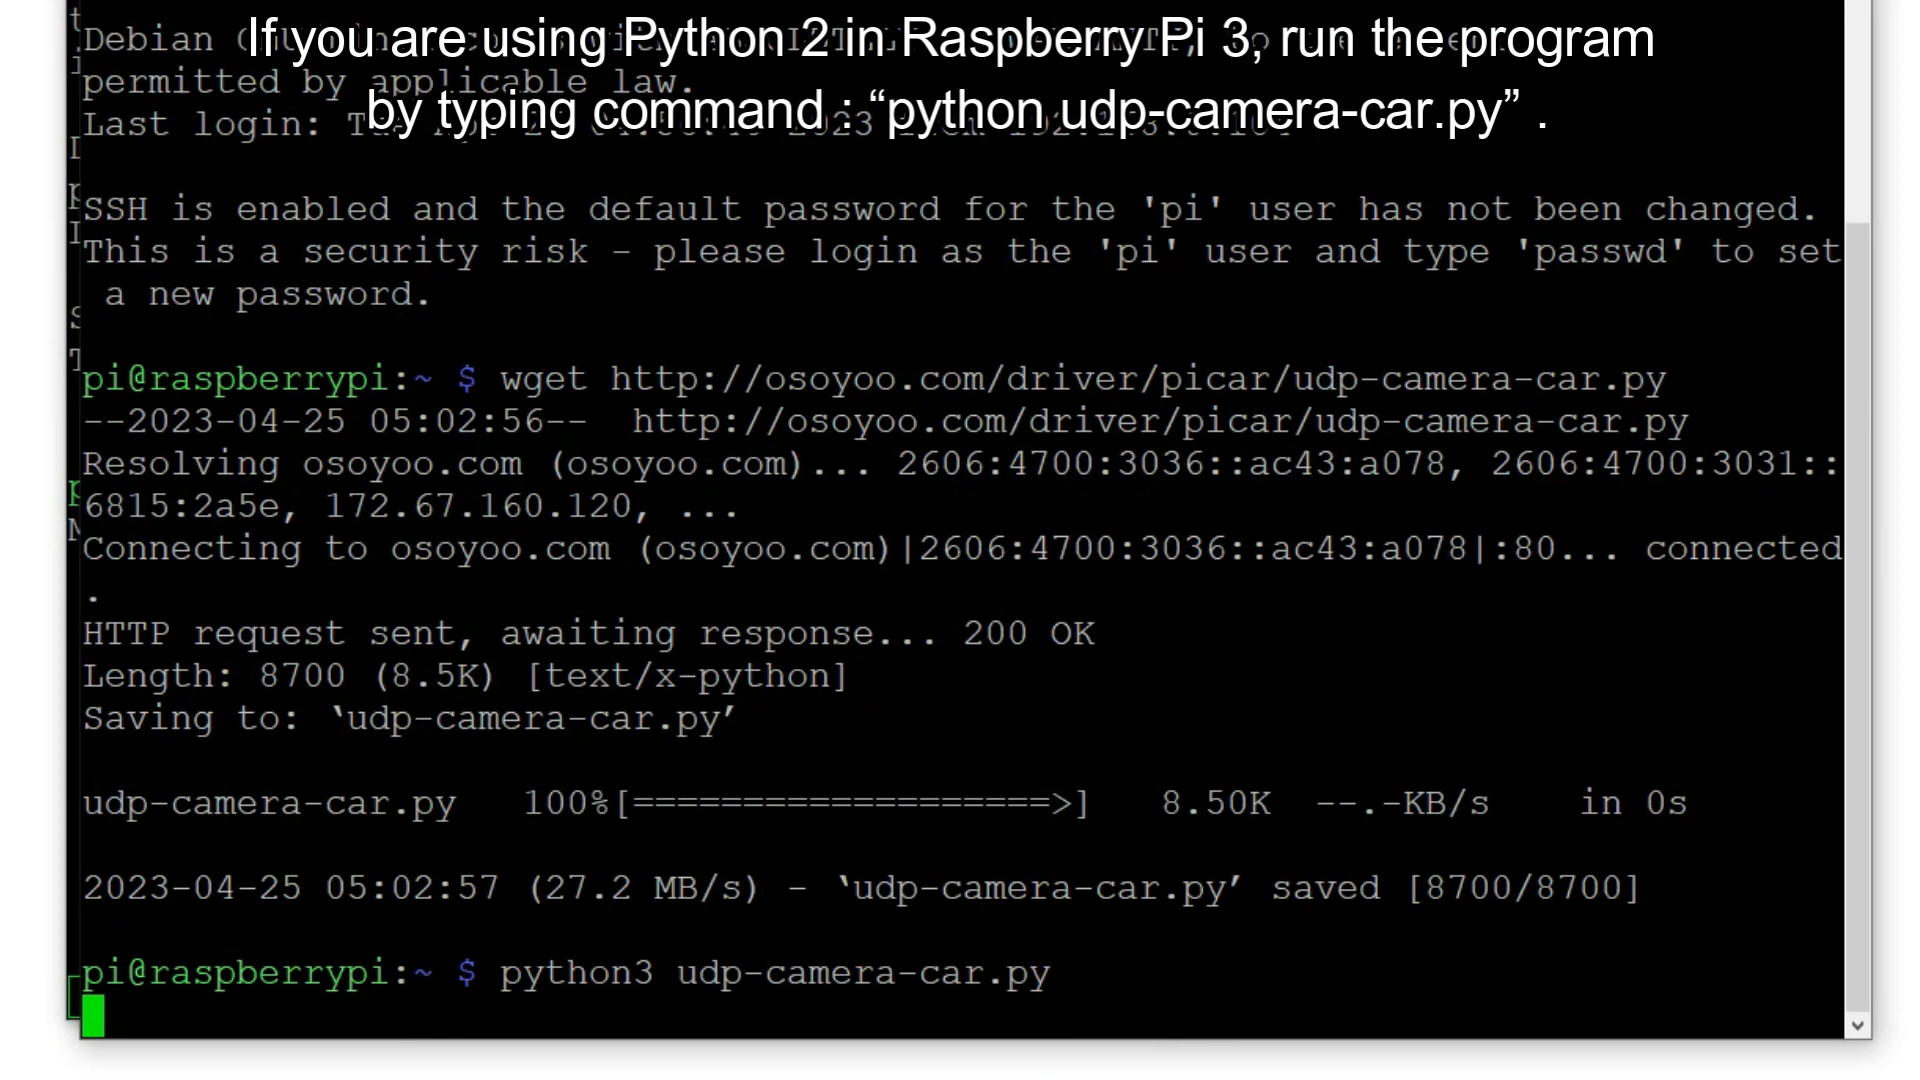 If you are using Python 2 in Raspberry Pi 3, run the program
by typing command : “python udp-camera-car.py” .
Debian
permitted by applicable law.
Last login: 2023
SSH is enabled and the default password for the 'pi' user has not been changed.
This is a security risk - please login as the 'pi' user and type 'passwd' to set
a new password.
pi@raspberrypi:~ $ wget http://osoyoo.com/driver/picar/udp-camera-car.py
--2023-04-25 05:02:56--  http://osoyoo.com/driver/picar/udp-camera-car.py
Resolving osoyoo.com (osoyoo.com)... 2606:4700:3036::ac43:a078, 2606:4700:3031::
6815:2a5e, 172.67.160.120, ...
Connecting to osoyoo.com (osoyoo.com)|2606:4700:3036::ac43:a078|:80... connected
.
HTTP request sent, awaiting response... 200 OK
Length: 8700 (8.5K) [text/x-python]
Saving to: ‘udp-camera-car.py’
udp-camera-car.py   100%[===================>]   8.50K  --.-KB/s    in 0s
2023-04-25 05:02:57 (27.2 MB/s) - ‘udp-camera-car.py’ saved [8700/8700]
pi@raspberrypi:~ $ python3 udp-camera-car.py